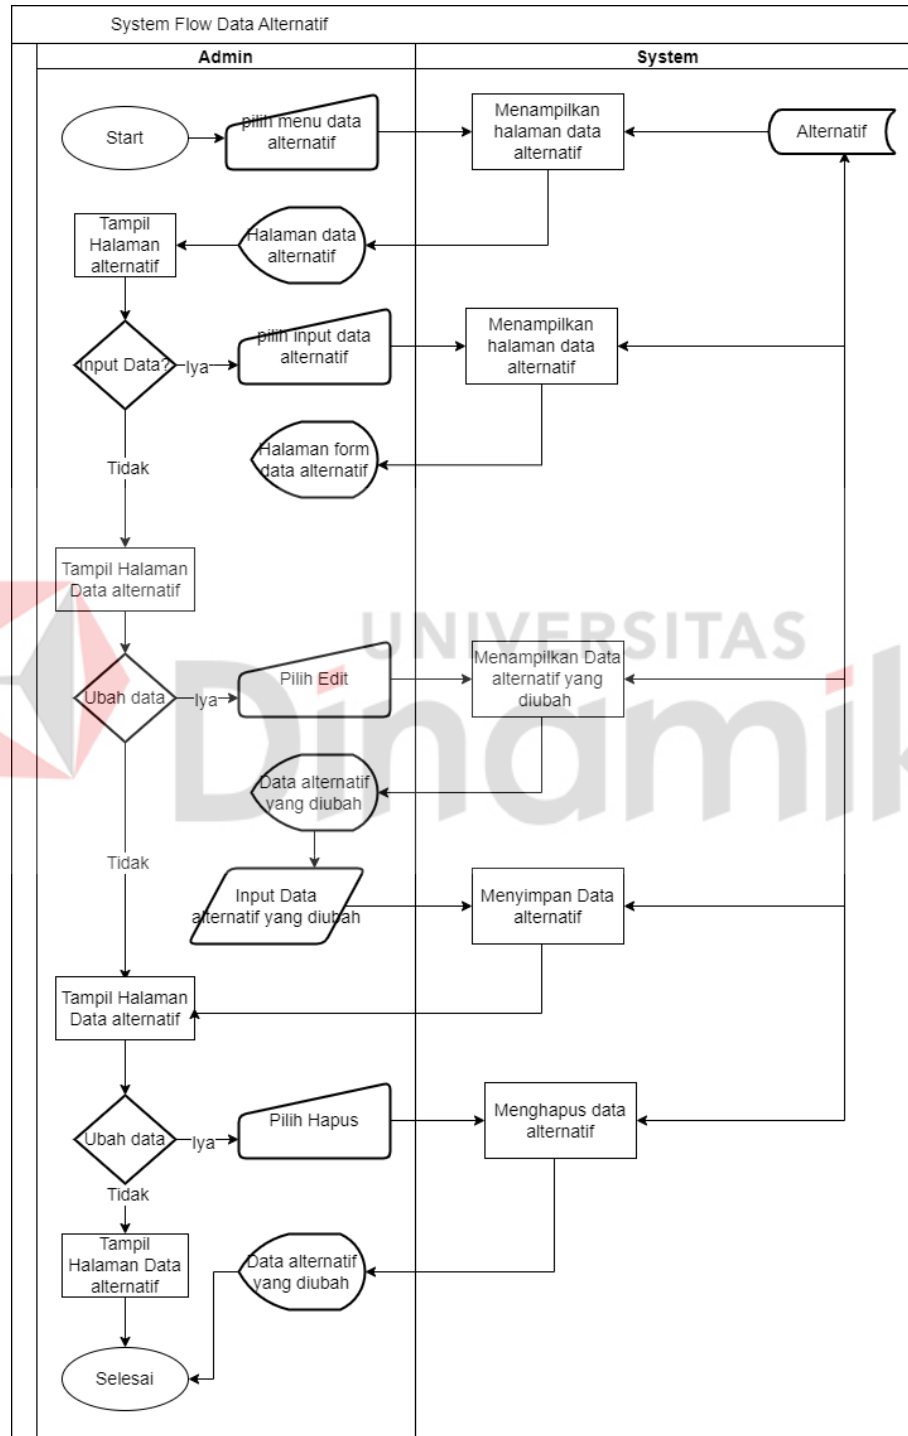 System Flow Data Alternatif
Admin
System
Start
pilih menu data
alternatif
Menampilkan
halaman data
alternatif
Alternatif
Tampil
Halaman
alternatif
Halaman data
alternatif
Input Data?
Iya
pilih input data
alternatif
Menampilkan
halaman data
alternatif
Halaman form
data alternatif
Tidak
Tampil Halaman
Data alternatif
UNIVERSITAS
Dinamik
Ubah data
Iya
Pilih Edit
Menampilkan Data
alternatif yang
diubah
Data alternatif
yang diubah
Tidak
Input Data
alternatif yang diubah
Menyimpan Data
alternatif
Tampil Halaman
Data alternatif
Ubah data
Iya
Pilih Hapus
Menghapus data
alternatif
Tidak
Tampil
Halaman Data
alternatif
Data alternatif
yang diubah
Selesai